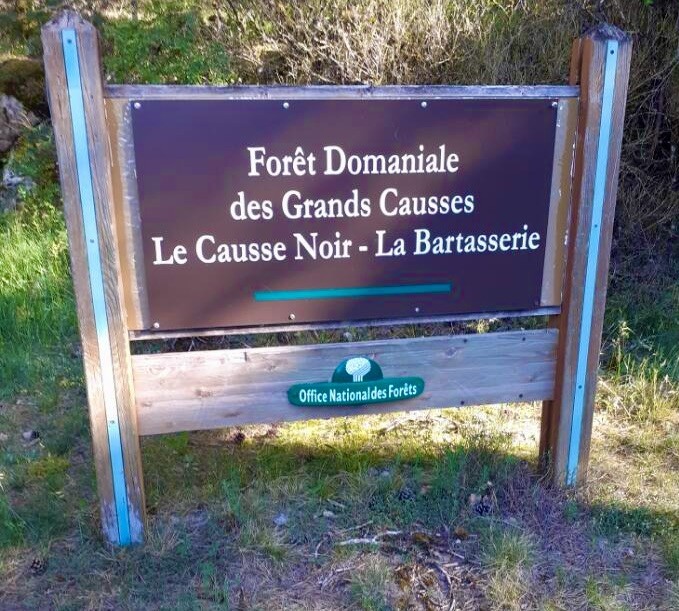 Forêt Domaniale
des Grands Causses
Le Causse Noir - La Bartasserie
Office National des Forêts